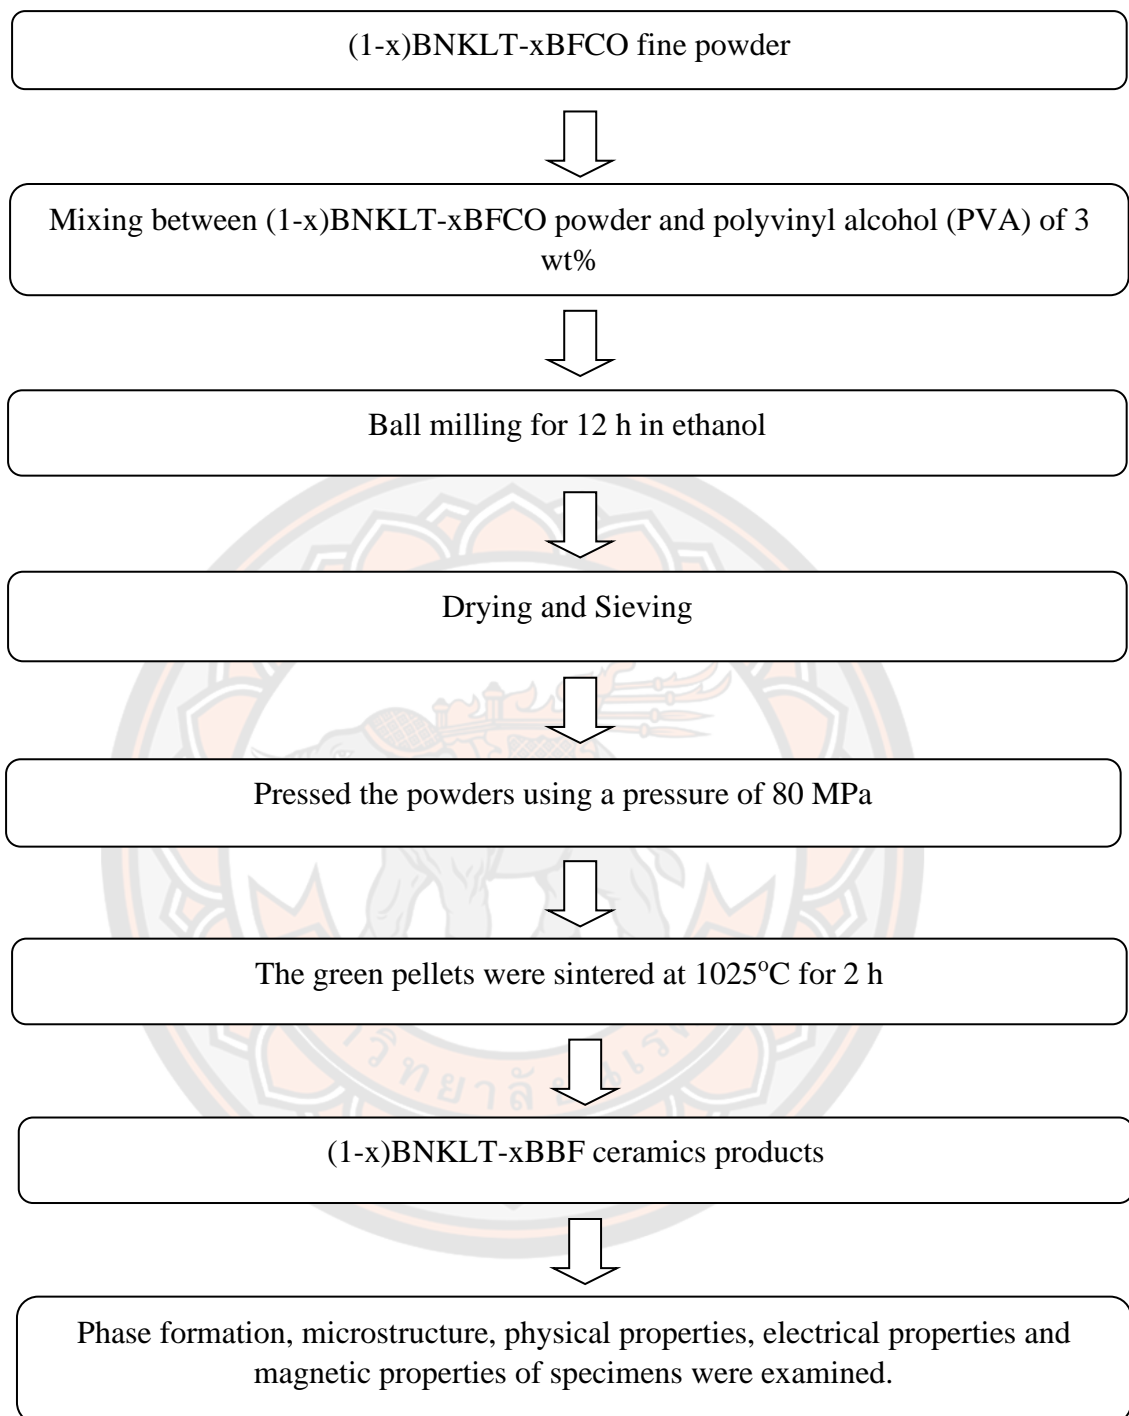 (1-x)BNKLT-xBFCO fine powder
Mixing between (1-x)BNKLT-xBFCO powder and polyvinyl alcohol (PVA) of 3
wt%
Ball milling for 12 h in ethanol
Drying and Sieving
Pressed the powders using a pressure of 80 MPa
The green pellets were sintered at 1025°C for 2 h
(1-x)BNKLT-xBBF ceramics products
Phase formation, microstructure, physical properties, electrical properties and
magnetic properties of specimens were examined.